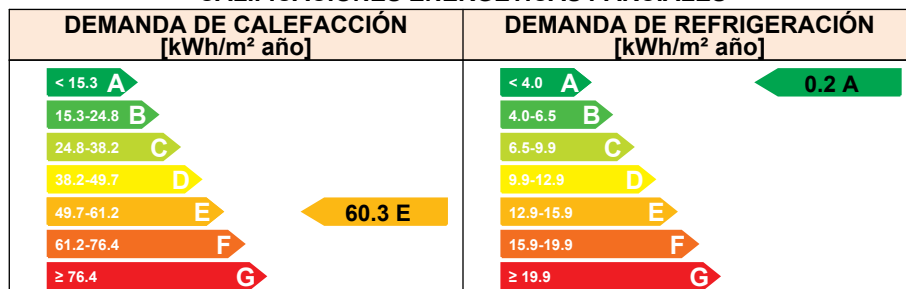 CALIFICACIONES ENERGÉTICAS PARCIALES
DEMANDA DE CALEFACCIÓN
[kWh/m² año]
< 15.3 A
15.3-24.8 B
24.8-38.2 C
38.2-49.7 D
49.7-61.2 E
60.3 E
61.2-76.4 F
≥ 76.4 G
DEMANDA DE REFRIGERACIÓN
[kWh/m² año]
< 4.0 A
0.2 A
4.0-6.5 B
6.5-9.9 C
9.9-12.9 D
12.9-15.9 E
15.9-19.9 F
≥ 19.9 G